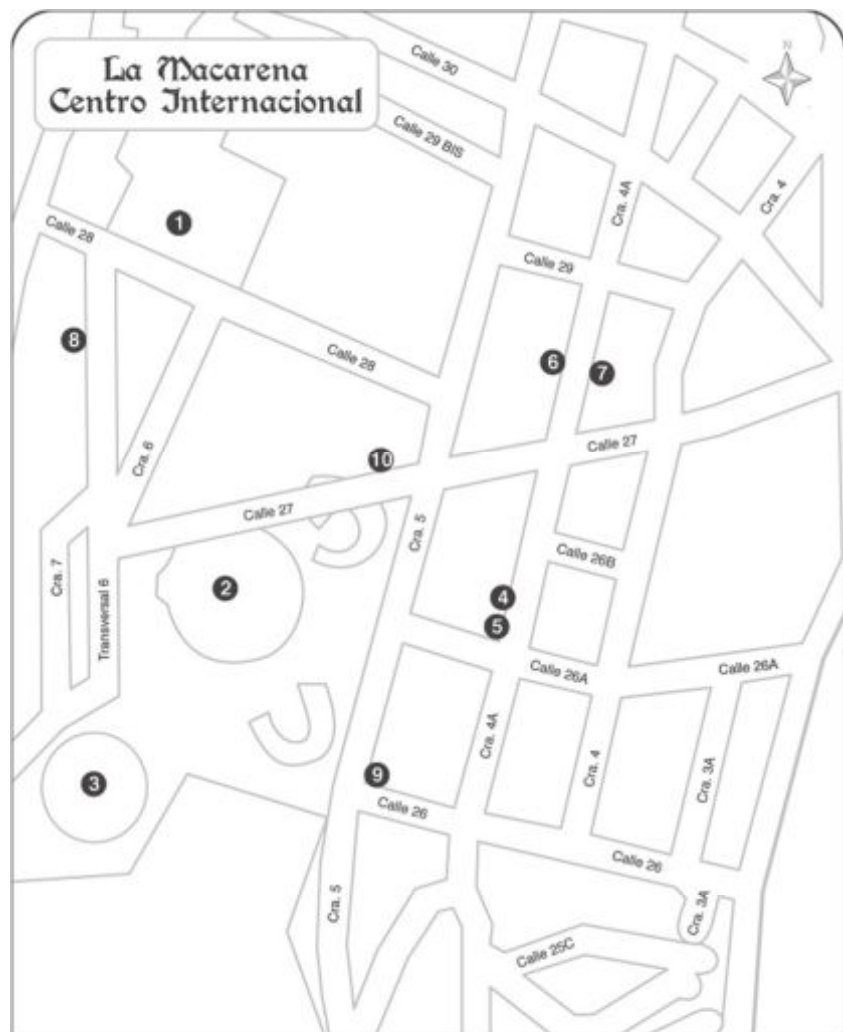 La Macarena
Centro Internacional
N
Calle 30
Calle 29 BIS
Cra. 4A
Cra. 4
1
Calle 28
Calle 29
8
Calle 28
6
7
Cra. 6
10
Calle 27
Calle 27
Cra. 5
Cra. 7
Transversal 6
2
4
5
Calle 26B
Calle 26A
Calle 26A
Cra. 4A
Cra. 4
Cra. 3A
3
9
Calle 26
Calle 26
Cra. 5
Cra. 3A
Calle 25C